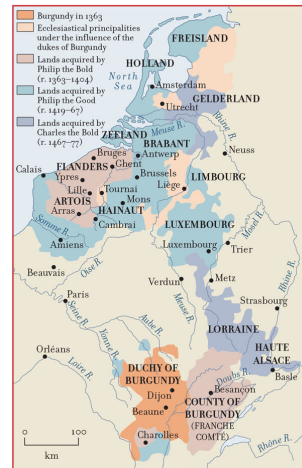 Burgundy in 1363
Ecclesiastical principalities
under the influence of the
dukes of Burgundy
Lands acquired by
Philip the Bold
(r. 1363–1404)
Lands acquired by
Philip the Good
(r. 1419–67)
Lands acquired by
Charles the Bold
(r. 1467–77)
FREISLAND
HOLLAND
North
Sea
Amsterdam
Utrecht
GELDERLAND
ZEELAND
Meuse R.
Rhine R.
BRABANT
Bruges
Antwerp
Neuss
FLANDERS
Ghent
Calais
Ypres
Brussels
LIMBOURG
Lille
Tournai
Liège
ARTOIS
Mons
Arras
HAINAUT
Cambrai
Somme R.
LUXEMBOURG
Amiens
Mosel R.
Luxembourg
Trier
Oise R.
Beauvais
Verdun
Metz
Rhine R.
Paris
Meuse R.
Strasbourg
Seine R.
Aube R.
LORRAINE
Yonne R.
HAUTE
ALSACE
Orléans
Loire R.
DUCHY OF
BURGUNDY
Doubs R.
Basle
Dijon
Besançon
Beaune
COUNTY OF
BURGUNDY
(FRANCHE
COMTÉ)
0 100
km
Charolles
Rhône R.